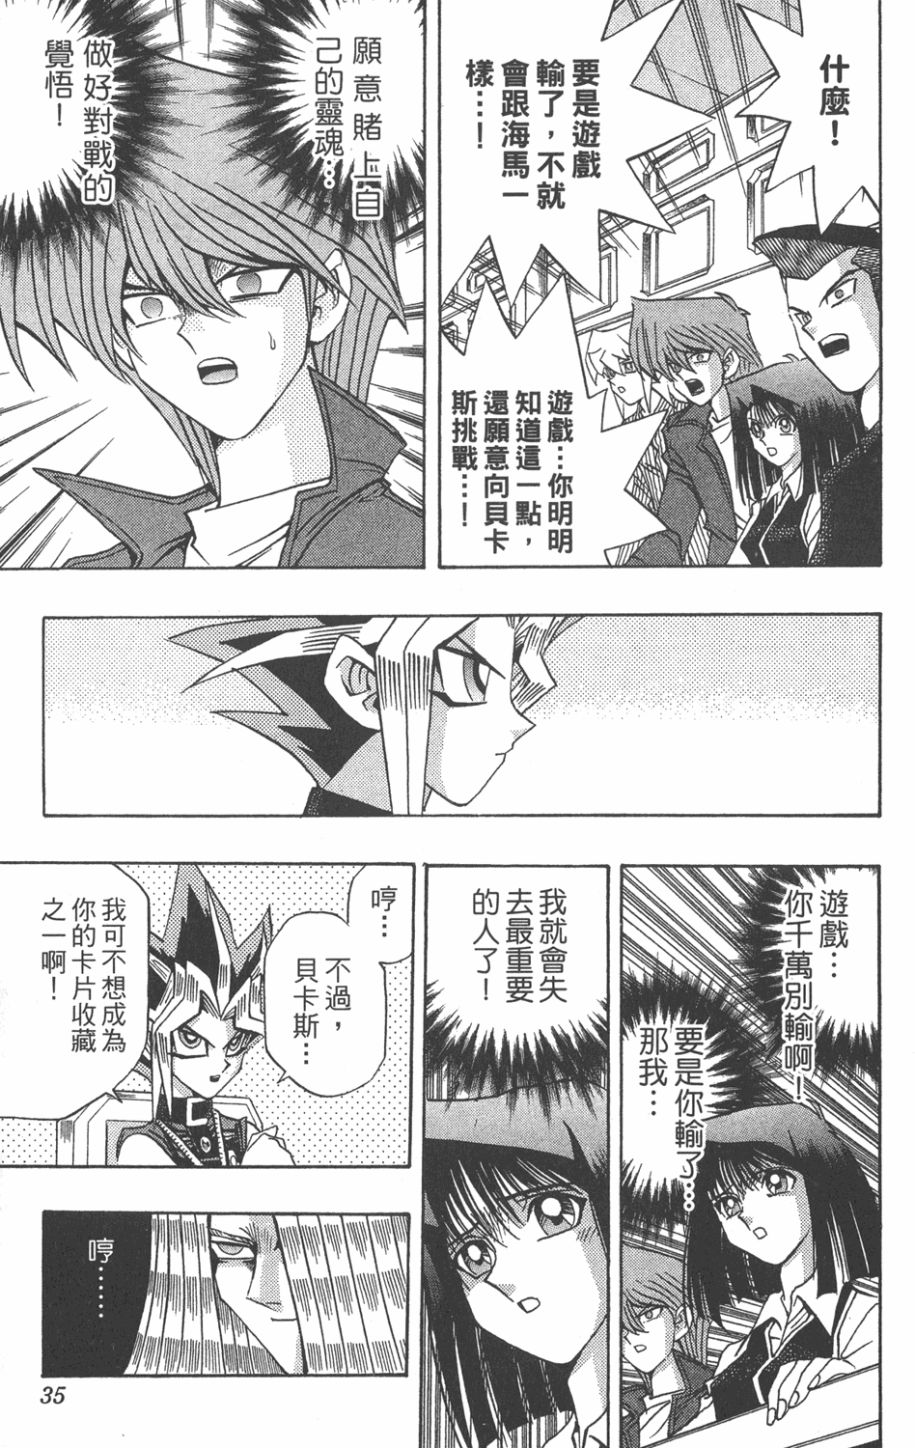 什麼！
要是遊戲
輸了，不就
會跟海馬一
樣…！
遊戲…你明明
知道這一點，
還願意向貝卡
斯挑戰…！
願意賭上自
己的靈魂…
做好對戰的
覺悟！
遊戲…
你千萬別輸啊！
要是你輸了…
那我…
我就會失
去最重要
的人了！
哼…
不過，
貝卡斯…
我可不想成為
你的卡片收藏
之一啊！
哼……
35